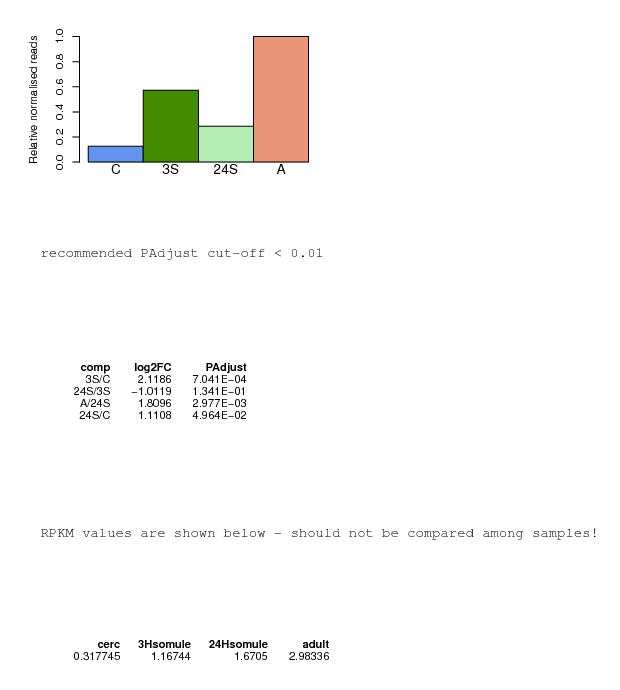 Relative normalised reads
1.0
0.8
0.6
0.4
0.2
0.0
C 3S 24S A
recommended PAdjust cut-off < 0.01
comp log2FC PAdjust
3S/C 2.1186 7.041E−04
24S/3S −1.0119 1.341E−01
A/24S 1.8096 2.977E−03
24S/C 1.1108 4.964E−02
RPKM values are shown below - should not be compared among samples!
cerc 3Hsomule 24Hsomule adult
0.317745 1.16744 1.6705 2.98336